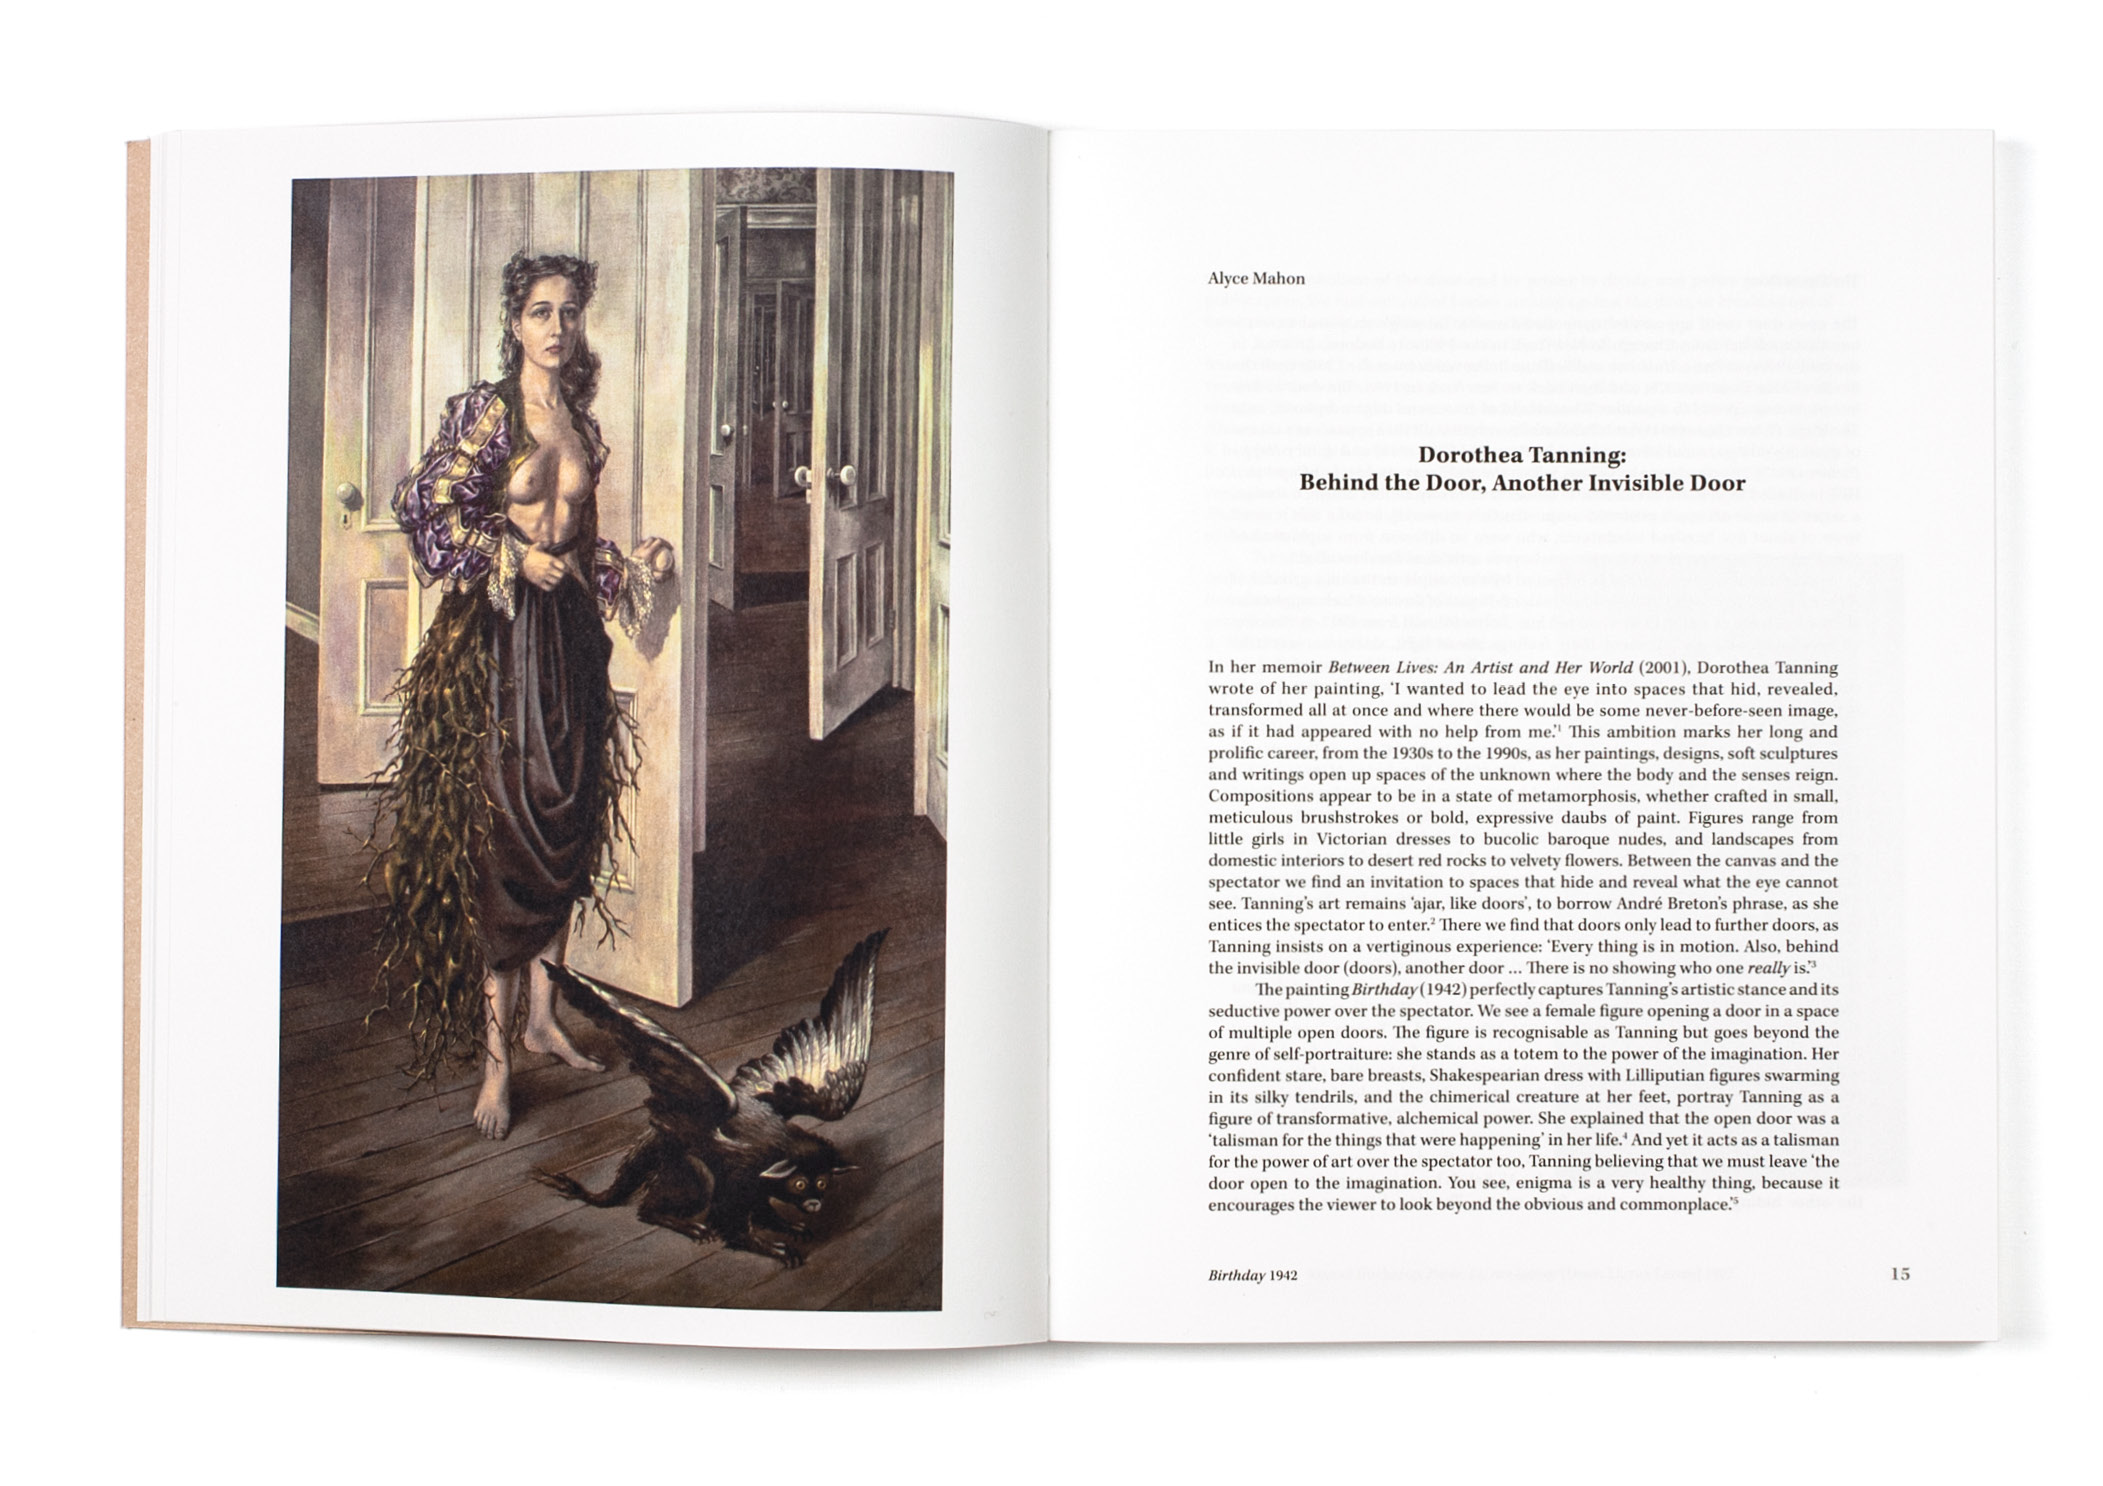 Alyce Mahon
Dorothea Tanning:
Behind the Door, Another Invisible Door
In her memoir Between Lives: An Artist and Her World (2001), Dorothea Tanning
wrote of her painting, ‘I wanted to lead the eye into spaces that hid, revealed,
transformed all at once and where there would be some never-before-seen image,
as if it had appeared with no help from me.’¹ This ambition marks her long and
prolific career, from the 1930s to the 1990s, as her paintings, designs, soft sculptures
and writings open up spaces of the unknown where the body and the senses reign.
Compositions appear to be in a state of metamorphosis, whether crafted in small,
meticulous brushstrokes or bold, expressive daubs of paint. Figures range from
little girls in Victorian dresses to bucolic baroque nudes, and landscapes from
domestic interiors to desert red rocks to velvety flowers. Between the canvas and the
spectator we find an invitation to spaces that hide and reveal what the eye cannot
see. Tanning’s art remains ‘ajar, like doors’, to borrow André Breton’s phrase, as she
entices the spectator to enter.² There we find that doors only lead to further doors, as
Tanning insists on a vertiginous experience: ‘Every thing is in motion. Also, behind
the invisible door (doors), another door ... There is no showing who one really is.’³
The painting Birthday (1942) perfectly captures Tanning’s artistic stance and its
seductive power over the spectator. We see a female figure opening a door in a space
of multiple open doors. The figure is recognisable as Tanning but goes beyond the
genre of self-portraiture: she stands as a totem to the power of the imagination. Her
confident stare, bare breasts, Shakespearian dress with Lilliputian figures swarming
in its silky tendrils, and the chimerical creature at her feet, portray Tanning as a
figure of transformative, alchemical power. She explained that the open door was a
‘talisman for the things that were happening’ in her life.⁴ And yet it acts as a talisman
for the power of art over the spectator too, Tanning believing that we must leave ‘the
door open to the imagination. You see, enigma is a very healthy thing, because it
encourages the viewer to look beyond the obvious and commonplace.’⁵
Birthday 1942
15